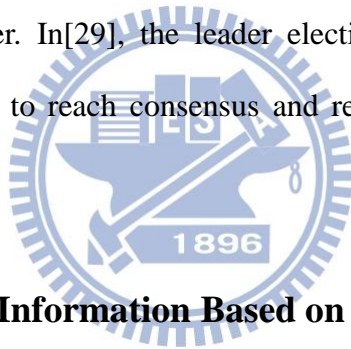 er. In[29], the leader electi
to reach consensus and re
E S A
1896
Information Based on